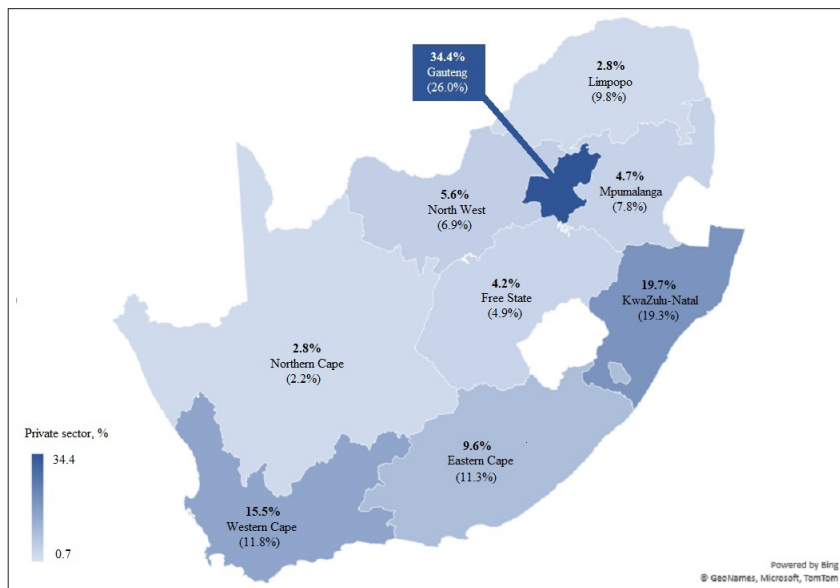 34.4%
Gauteng
(26.0%)
2.8%
Limpopo
(9.8%)
4.7%
Mpumalanga
(7.8%)
5.6%
North West
(6.9%)
4.2%
Free State
(4.9%)
19.7%
KwaZulu-Natal
(19.3%)
2.8%
Northern Cape
(2.2%)
9.6%
Eastern Cape
(11.3%)
15.5%
Western Cape
(11.8%)
Private sector, %
34.4
0.7
Powered by Bing
© GeoNames, Microsoft, TomTom